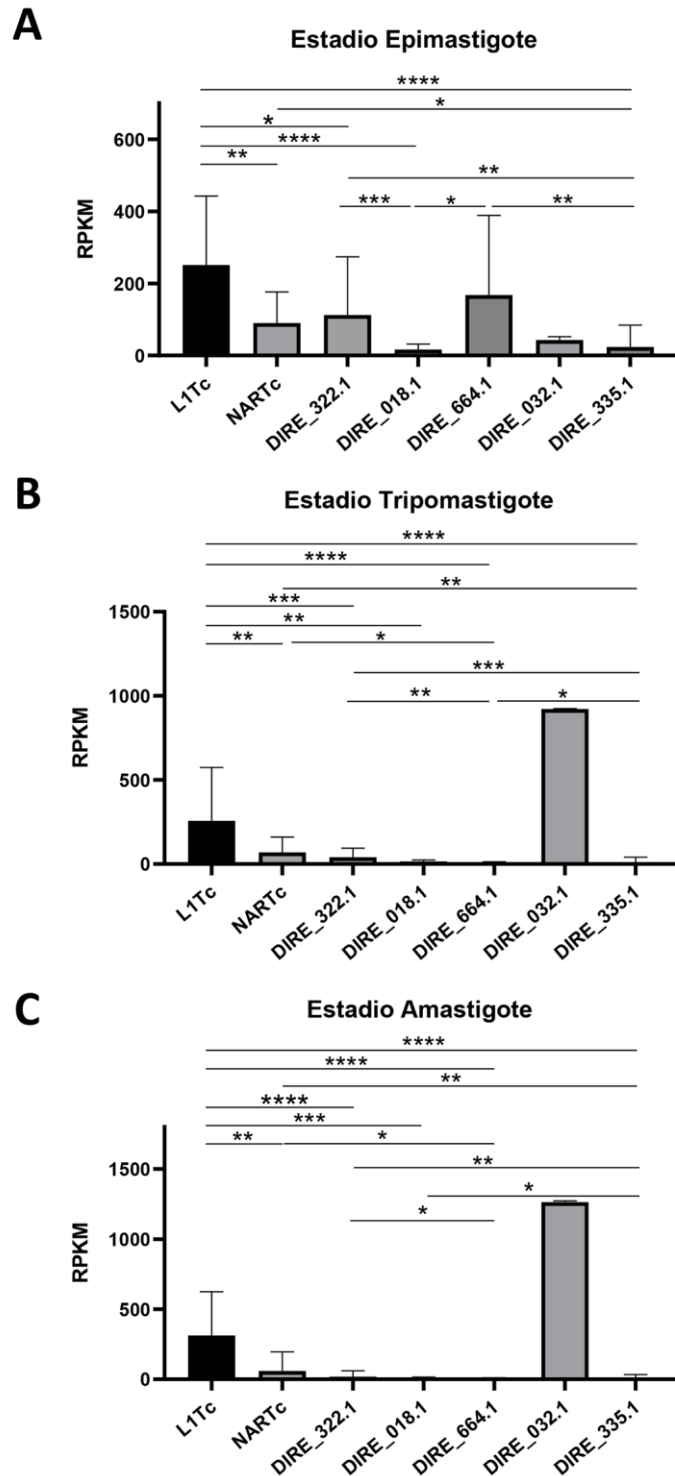 A
Estadio Epimastigote
****
*
*
****
**
**
***
*
**
600
400
200
0
RPKM
L1Tc
NARTc
DIRE_322.1
DIRE_018.1
DIRE_664.1
DIRE_032.1
DIRE_335.1
B
Estadio Tripomastigote
****
****
**
***
**
**
*
***
**
*
1500
1000
500
0
RPKM
L1Tc
NARTc
DIRE_322.1
DIRE_018.1
DIRE_664.1
DIRE_032.1
DIRE_335.1
C
Estadio Amastigote
****
****
**
****
***
**
*
**
*
*
1500
1000
500
0
RPKM
L1Tc
NARTc
DIRE_322.1
DIRE_018.1
DIRE_664.1
DIRE_032.1
DIRE_335.1